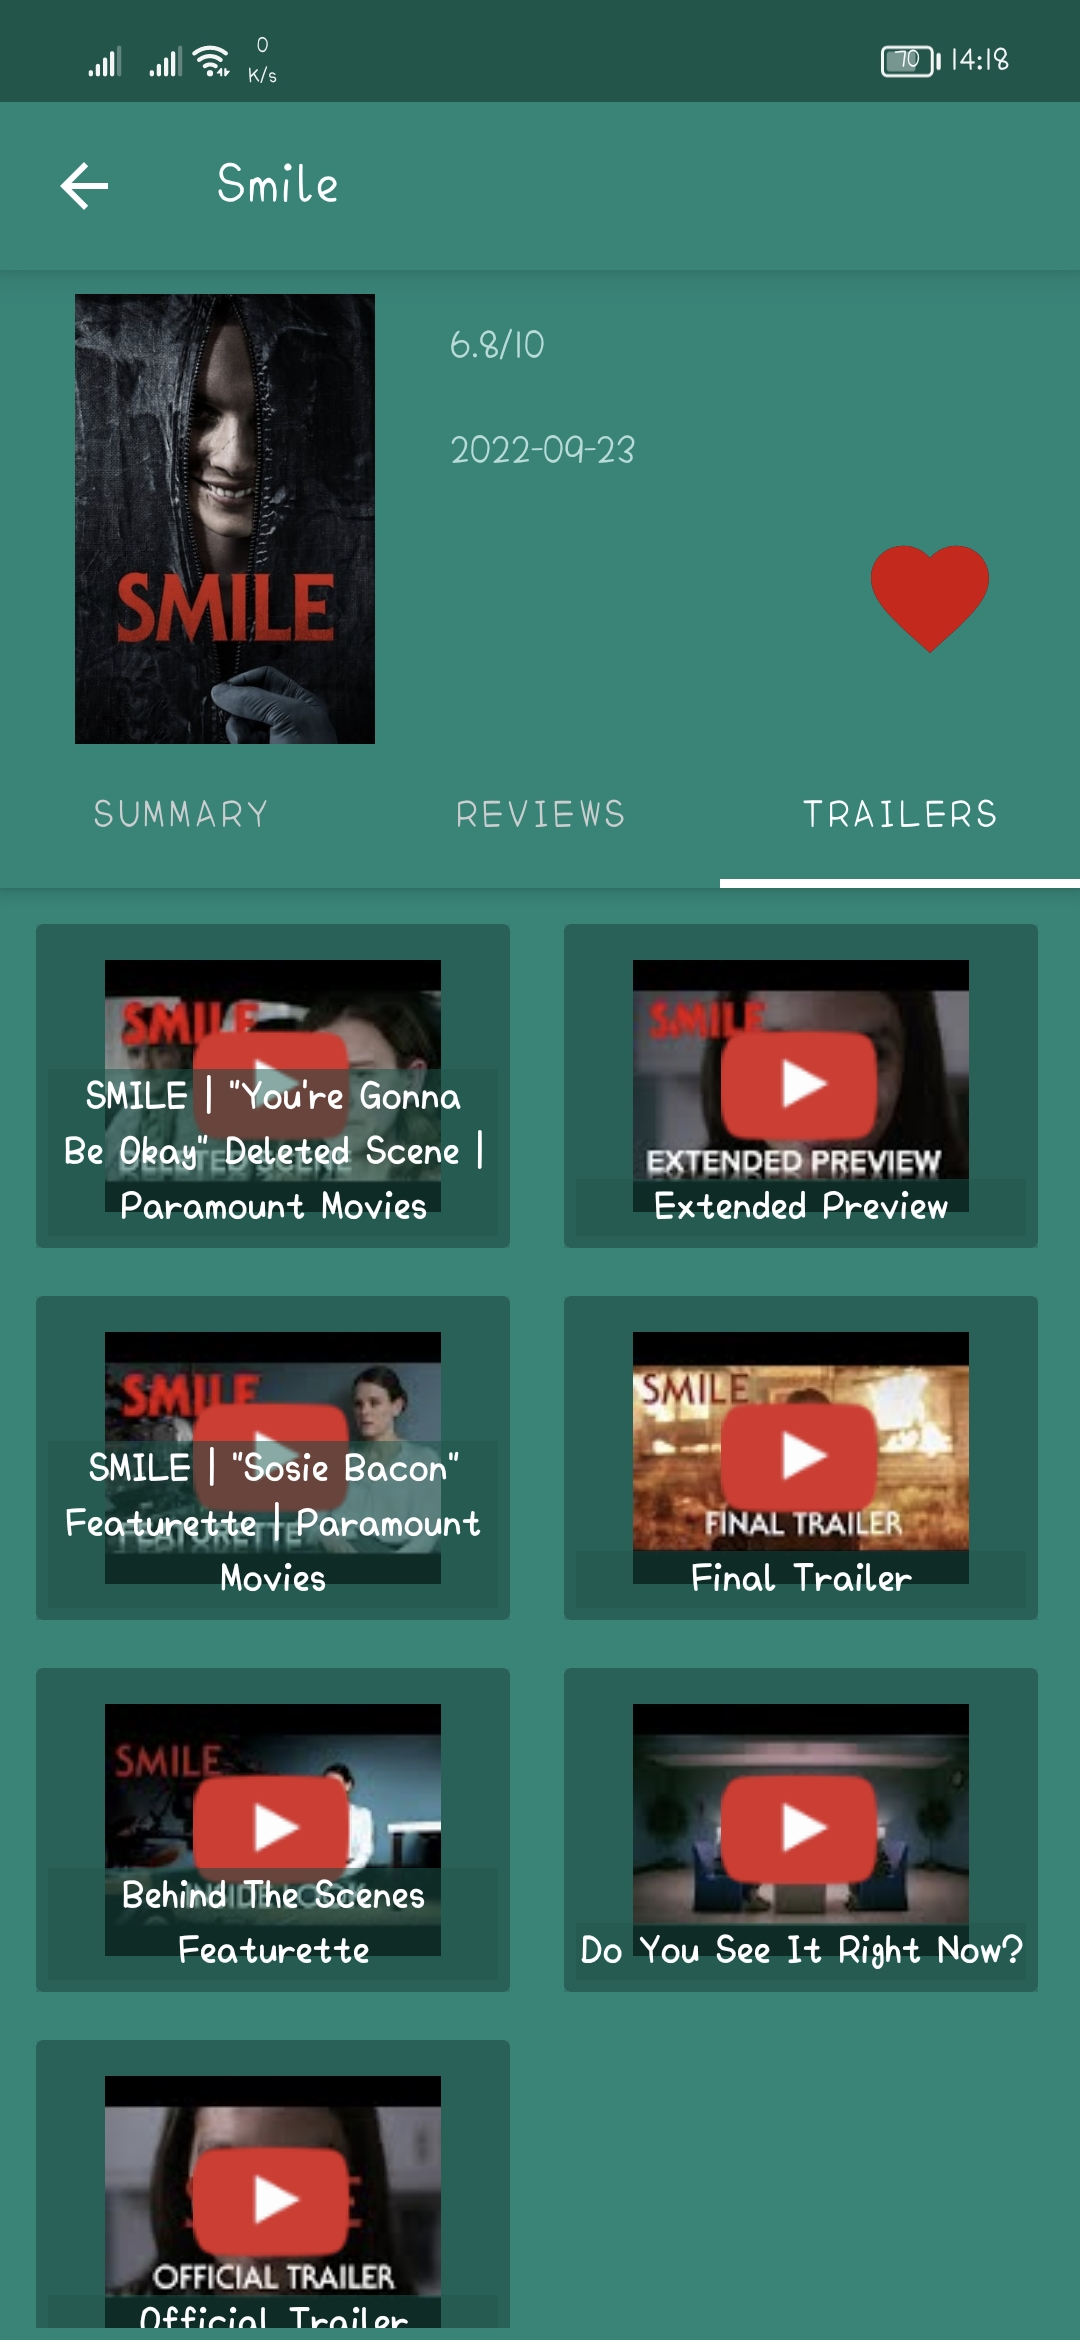 0
K/s
70
14:18
Smile
6.8/10
2022-09-23
SMILE
SUMMARY
REVIEWS
TRAILERS
SMILE
SMILE | "You're Gonna
Be Okay" Deleted Scene |
Paramount Movies
SMILE
EXTENDED PREVIEW
Extended Preview
SMILE
SMILE | "Sosie Bacon"
Featurette | Paramount
Movies
SMILE
FINAL TRAILER
Final Trailer
SMILE
Behind The Scenes
Featurette
Do You See It Right Now?
OFFICIAL TRAILER
Official Trailer